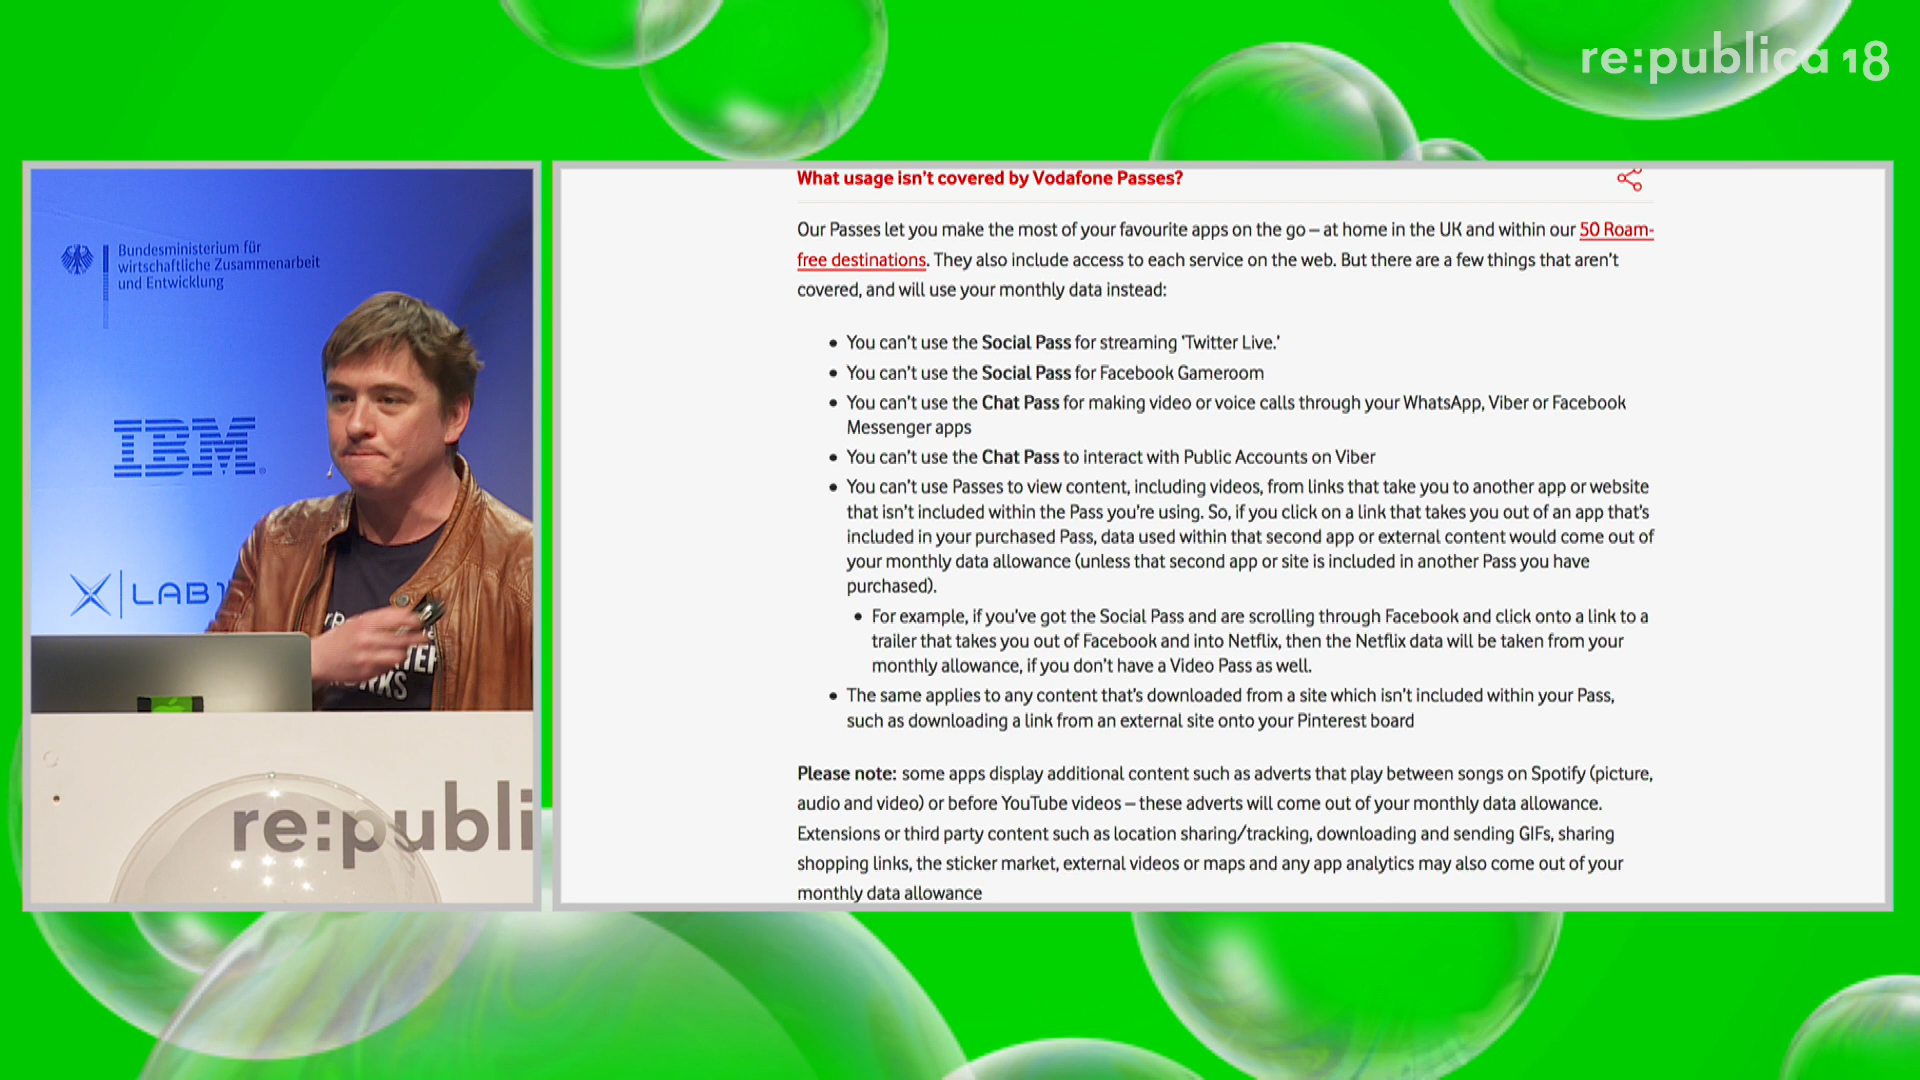 re:publica 18
Bundesministerium für
wirtschaftliche Zusammenarbeit
und Entwicklung
IBM
LAB1
re:publi
What usage isn't covered by Vodafone Passes?
Our Passes let you make the most of your favourite apps on the go – at home in the UK and within our 50 Roam-
free destinations. They also include access to each service on the web. But there are a few things that aren't
covered, and will use your monthly data instead:
• You can't use the Social Pass for streaming 'Twitter Live.'
• You can't use the Social Pass for Facebook Gameroom
• You can't use the Chat Pass for making video or voice calls through your WhatsApp, Viber or Facebook
Messenger apps
• You can't use the Chat Pass to interact with Public Accounts on Viber
• You can't use Passes to view content, including videos, from links that take you to another app or website
that isn't included within the Pass you're using. So, if you click on a link that takes you out of an app that's
included in your purchased Pass, data used within that second app or external content would come out of
your monthly data allowance (unless that second app or site is included in another Pass you have
purchased).
• For example, if you've got the Social Pass and are scrolling through Facebook and click onto a link to a
trailer that takes you out of Facebook and into Netflix, then the Netflix data will be taken from your
monthly allowance, if you don't have a Video Pass as well.
• The same applies to any content that's downloaded from a site which isn't included within your Pass,
such as downloading a link from an external site onto your Pinterest board
Please note: some apps display additional content such as adverts that play between songs on Spotify (picture,
audio and video) or before YouTube videos – these adverts will come out of your monthly data allowance.
Extensions or third party content such as location sharing/tracking, downloading and sending GIFs, sharing
shopping links, the sticker market, external videos or maps and any app analytics may also come out of your
monthly data allowance